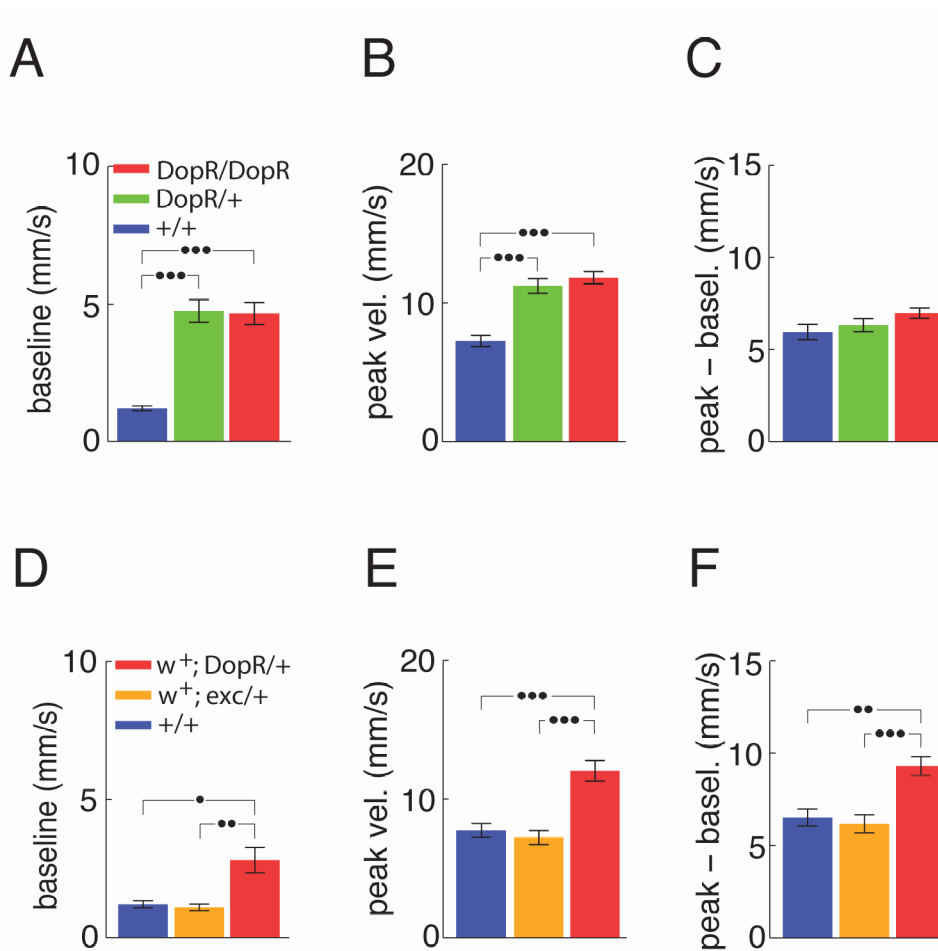 A
B
C
baseline (mm/s)
10
5
0
DopR/DopR
DopR/+
+/+
•••
•••
peak vel. (mm/s)
20
10
0
•••
•••
peak – basel. (mm/s)
15
10
5
0
D
E
F
baseline (mm/s)
10
5
0
w+; DopR/+
w+; exc/+
+/+
•
••
peak vel. (mm/s)
20
10
0
•••
•••
peak – basel. (mm/s)
15
10
5
0
••
•••